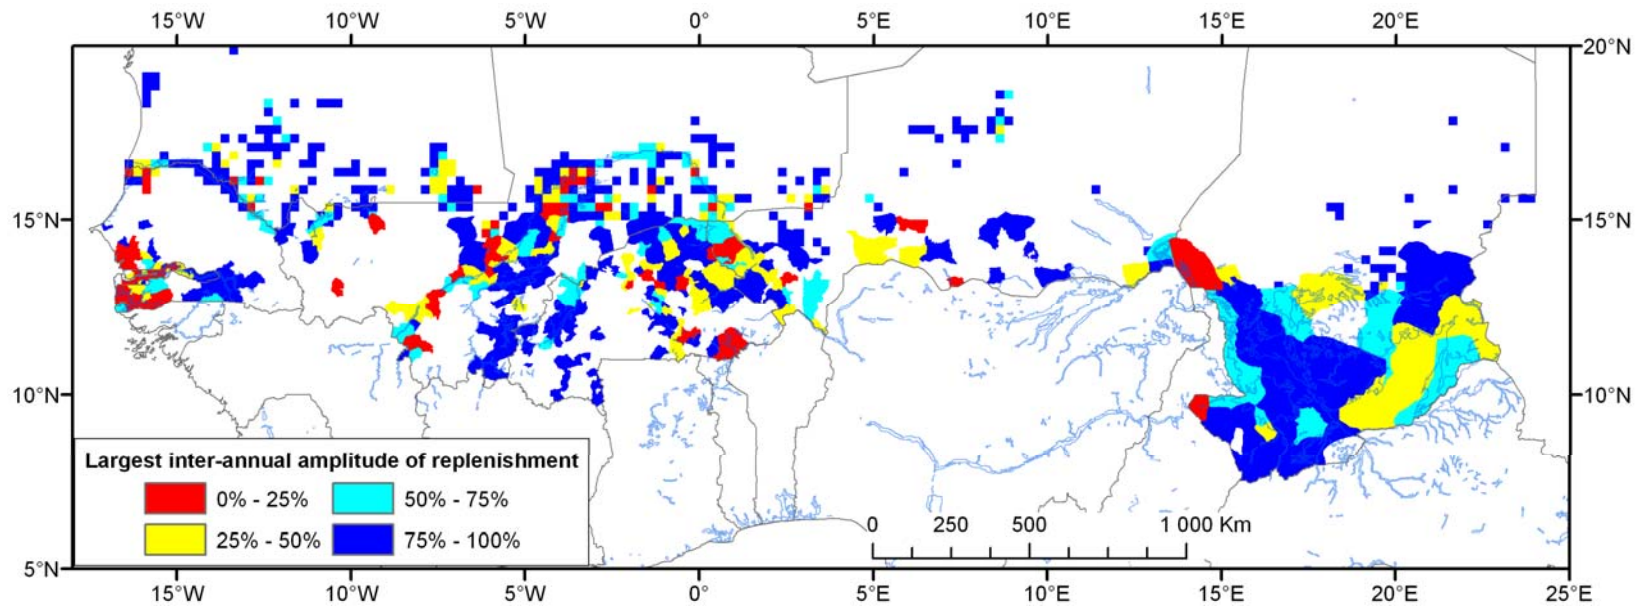 15°W 10°W 5°W 0° 5°E 10°E 15°E 20°E
20°N
15°N 15°N
10°N 10°N
Largest inter-annual amplitude of replenishment
0% - 25% 50% - 75%
25% - 50% 75% - 100%
0 250 500 1 000 Km
5°N 5°N
15°W 10°W 5°W 0° 5°E 10°E 15°E 20°E 25°E